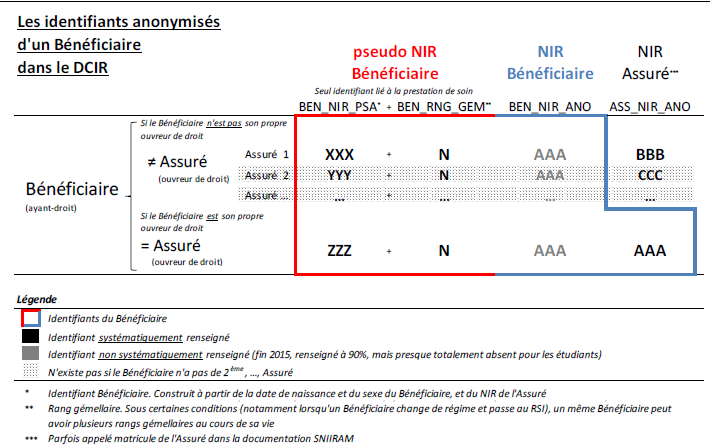 Les identifiants anonymisés
d'un Bénéficiaire
dans le DCIR
pseudo NIR
Bénéficiaire
NIR
Bénéficiaire
NIR
Assuré***
Seul identifiant lié à la prestation de soin
BEN_NIR_PSA* + BEN_RNG_GEM** BEN_NIR_ANO ASS_NIR_ANO
Si le Bénéficiaire n'est pas son propre
ouvreur de droit
≠ Assuré
(ouvreur de droit)
Assuré 1 XXX + N AAA BBB
Assuré 2 YYY + N AAA CCC
Assuré ... ... + ... ... ...
Bénéficiaire
(ayant-droit)
Si le Bénéficiaire est son propre
ouvreur de droit
= Assuré
(ouvreur de droit)
ZZZ + N AAA AAA
Légende
Identifiants du Bénéficiaire
Identifiant systématiquement renseigné
Identifiant non systématiquement renseigné (fin 2015, renseigné à 90%, mais presque totalement absent pour les étudiants)
N'existe pas si le Bénéficiaire n'a pas de 2ème, ..., Assuré
* Identifiant Bénéficiaire. Construit à partir de la date de naissance et du sexe du Bénéficiaire, et du NIR de l'Assuré
** Rang gémellaire. Sous certaines conditions (notamment lorsqu'un Bénéficiaire change de régime et passe au RSI), un même Bénéficiaire peut
avoir plusieurs rangs gémellaires au cours de sa vie
*** Parfois appelé matricule de l'Assuré dans la documentation SNIIRAM